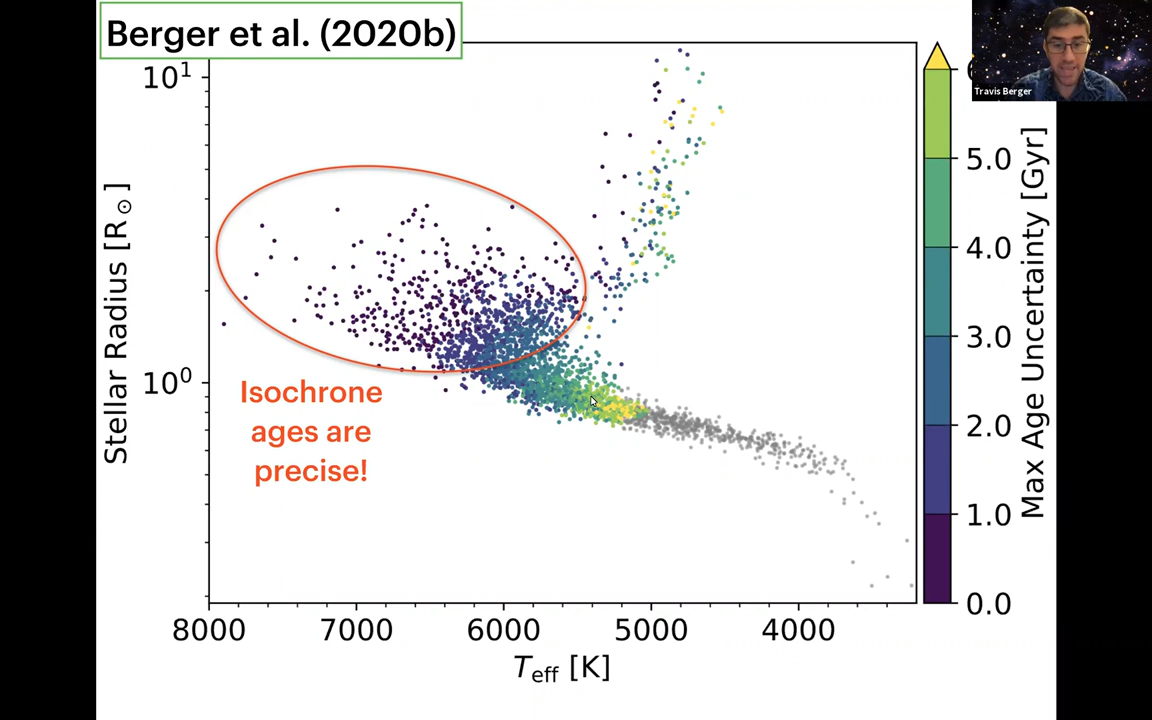 Berger et al. (2020b)
Travis Berger
10¹
10⁰
Stellar Radius [R⊙]
Isochrone
ages are
precise!
8000
7000
6000
5000
4000
Teff [K]
5.0
4.0
3.0
2.0
1.0
0.0
Max Age Uncertainty [Gyr]